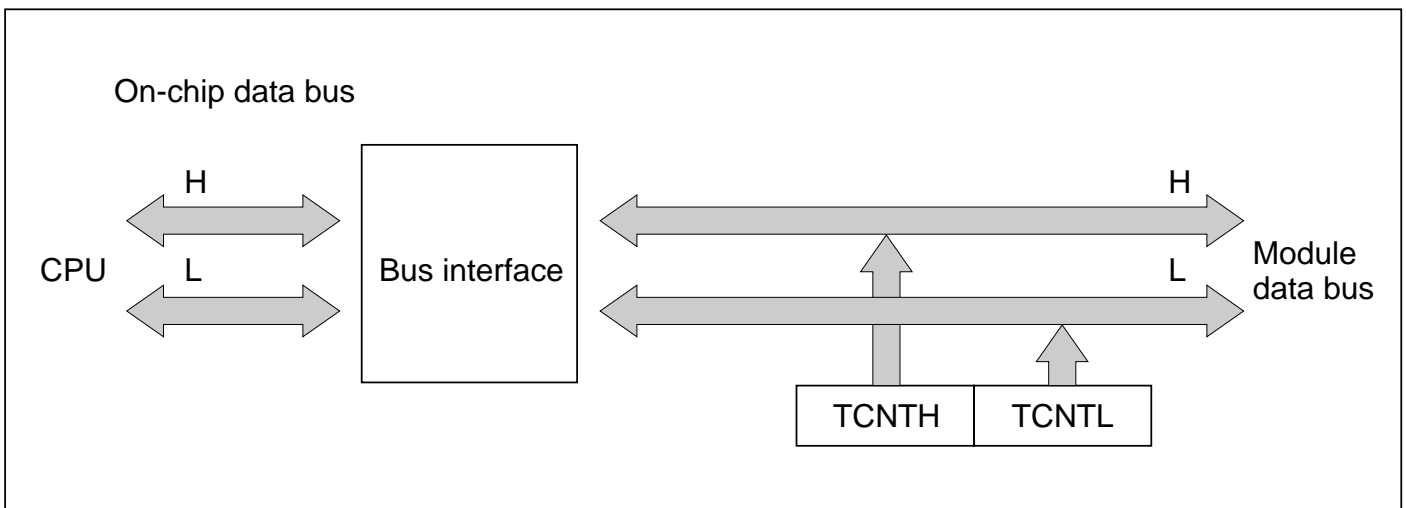 On-chip data bus
H
H
CPU
L
Bus interface
L
Module
data bus
TCNTH
TCNTL